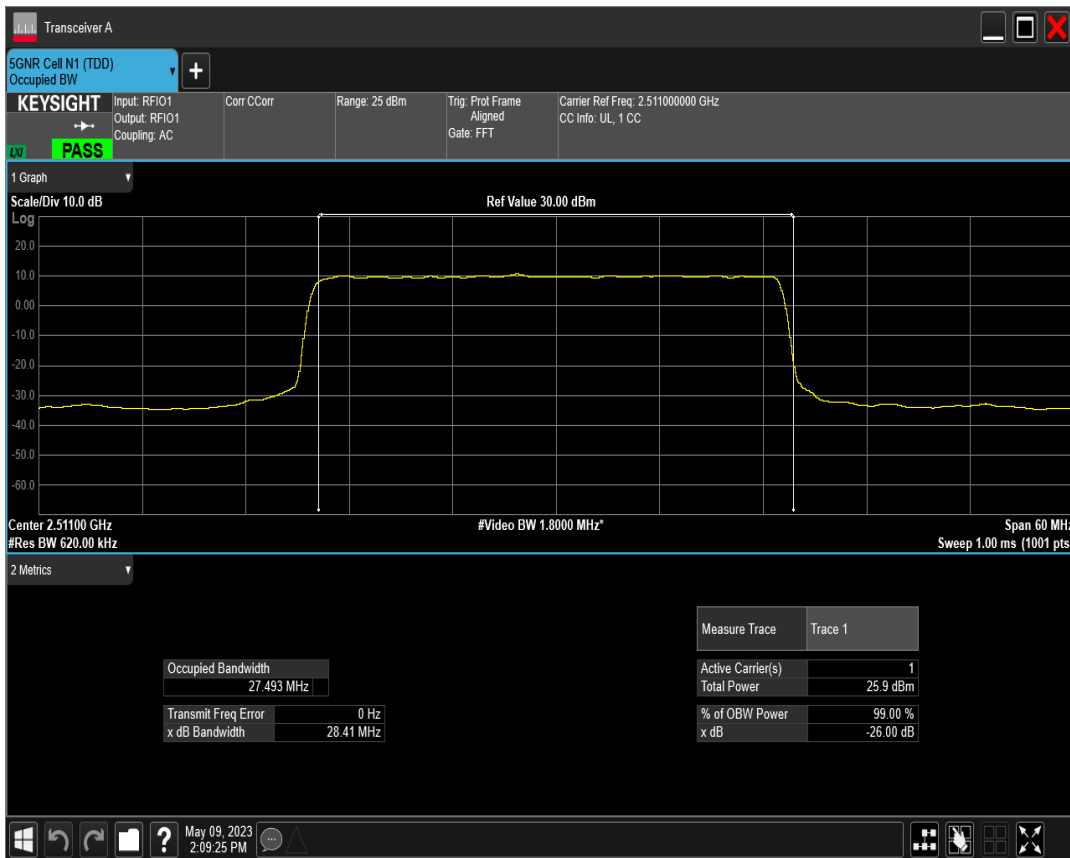 Transceiver A
5GNR Cell N1 (TDD)
Occupied BW
+
KEYSIGHT
LXI
PASS
Input: RFIO1
Output: RFIO1
Coupling: AC
Corr CCorr
Range: 25 dBm
Trig: Prot Frame
Aligned
Gate: FFT
Carrier Ref Freq: 2.511000000 GHz
CC Info: UL, 1 CC
1 Graph
Scale/Div 10.0 dB
Ref Value 30.00 dBm
Log
20.0
10.0
0.00
-10.0
-20.0
-30.0
-40.0
-50.0
-60.0
Center 2.51100 GHz
#Video BW 1.8000 MHz*
Span 60 MHz
#Res BW 620.00 kHz
Sweep 1.00 ms (1001 pts
2 Metrics
Measure Trace Trace 1
Occupied Bandwidth
27.493 MHz
Active Carrier(s) 1
Total Power 25.9 dBm
Transmit Freq Error 0 Hz
x dB Bandwidth 28.41 MHz
% of OBW Power 99.00 %
x dB -26.00 dB
?
May 09, 2023
2:09:25 PM